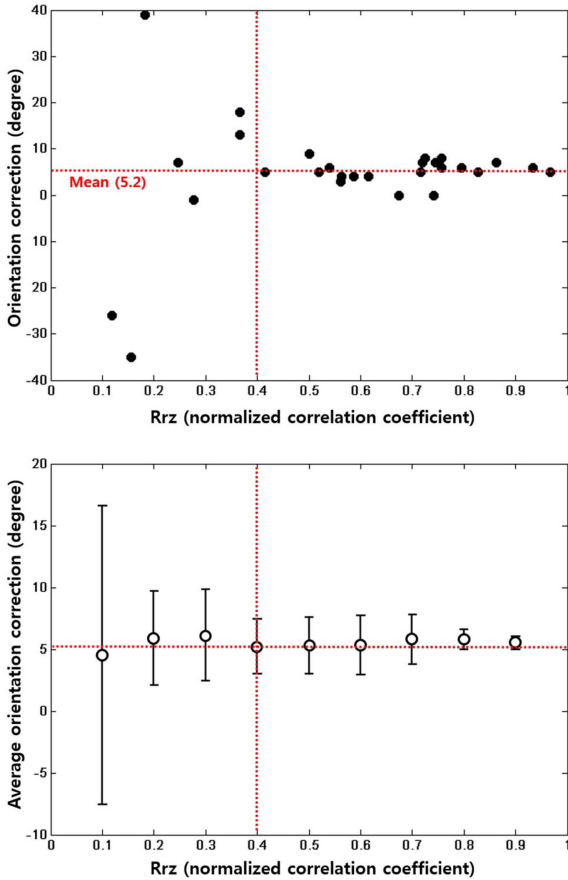 Orientation correction (degree)
40
30
20
10
0
10
-20
-30
-40
Mean (5.2)
0 0.1 0.2 0.3 0.4 0.5 0.6 0.7 0.8 0.9 1
Rrz (normalized correlation coefficient)
Average orientation correction (degree)
20
15
10
5
0
-5
-10
0 0.1 0.2 0.3 0.4 0.5 0.6 0.7 0.8 0.9 1
Rrz (normalized correlation coefficient)